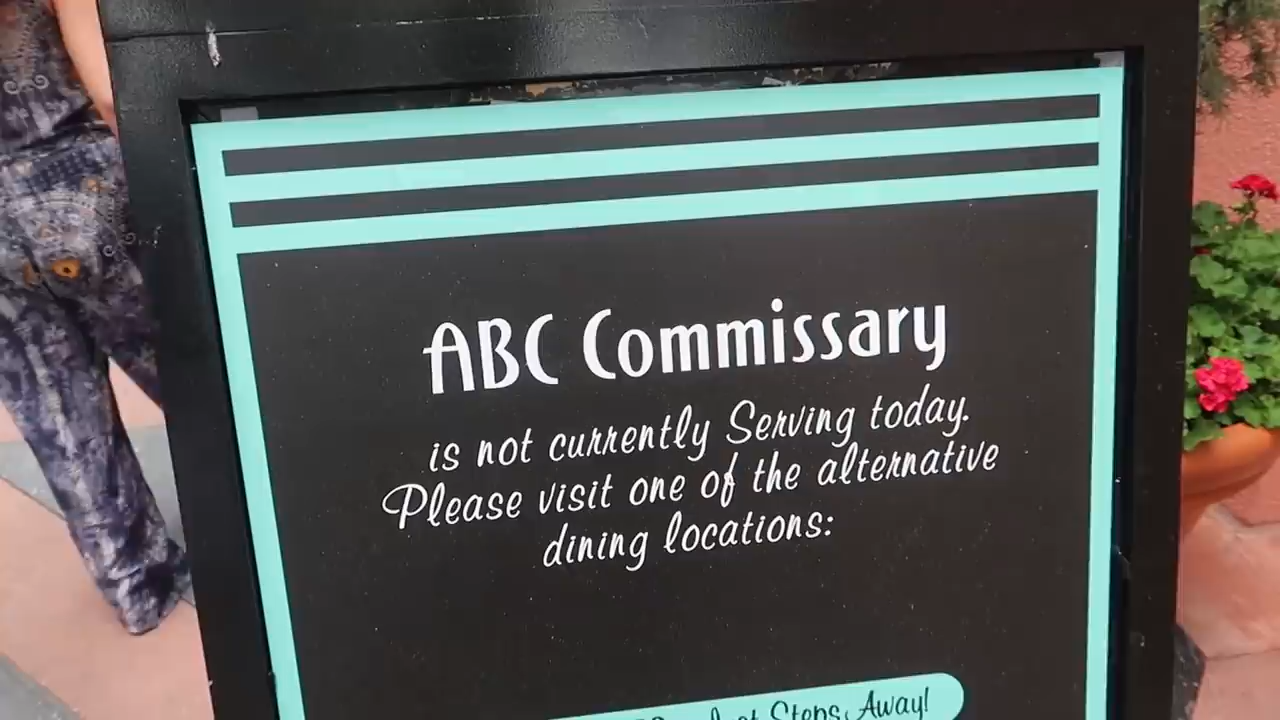 ABC Commissary
is not currently Serving today.
Please visit one of the alternative
dining locations:
Steps Away!